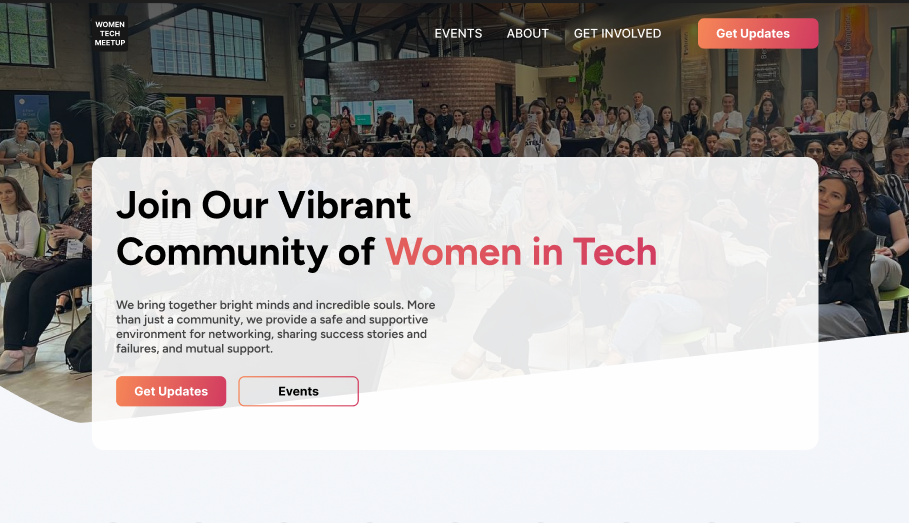 WOMEN
TECH
MEETUP
EVENTS ABOUT GET INVOLVED Get Updates
Join Our Vibrant
Community of Women in Tech
We bring together bright minds and incredible souls. More
than just a community, we provide a safe and supportive
environment for networking, sharing success stories and
failures, and mutual support.
Get Updates Events